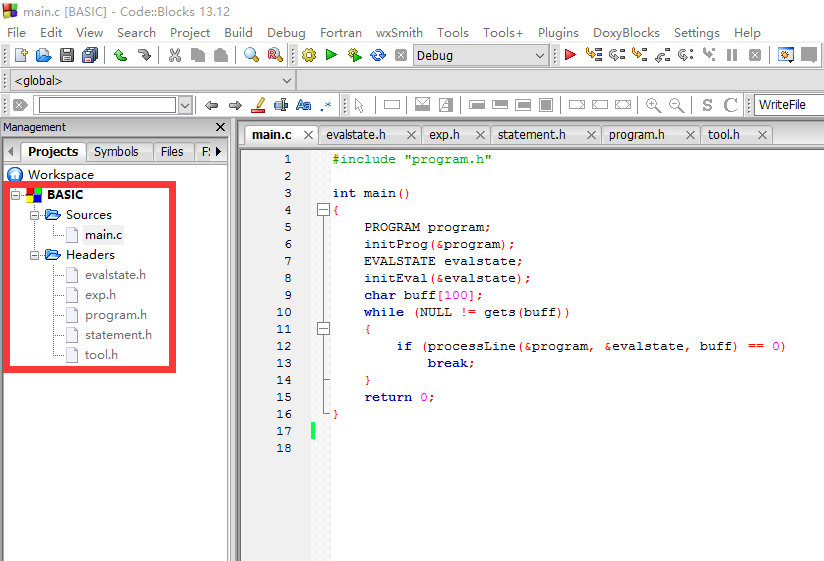 main.c [BASIC] - Code::Blocks 13.12
File Edit View Search Project Build Debug Fortran wxSmith Tools Tools+ Plugins DoxyBlocks Settings Help
Debug
<global>
Aa .* S C WriteFile
Management
Projects Symbols Files
main.c evalstate.h exp.h statement.h program.h tool.h
Workspace
BASIC
Sources
main.c
Headers
evalstate.h
exp.h
program.h
statement.h
tool.h
1 #include "program.h"
2
3 int main()
4 {
5 PROGRAM program;
6 initProg(&program);
7 EVALSTATE evalstate;
8 initEval(&evalstate);
9 char buff[100];
10 while (NULL != gets(buff))
11 {
12 if (processLine(&program, &evalstate, buff) == 0)
13 break;
14 }
15 return 0;
16 }
17
18